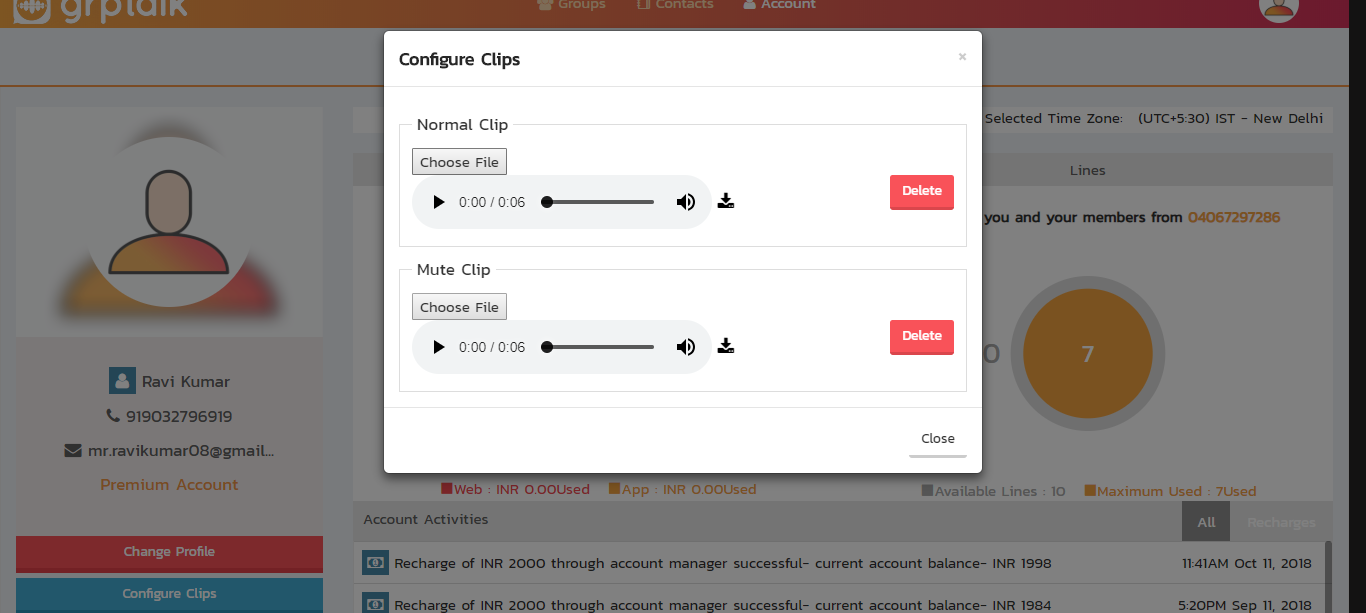 grptalk
Groups Contacts Account
Configure Clips ×
Selected Time Zone: (UTC+5:30) IST - New Delhi
Normal Clip
Choose File
0:00 / 0:06
Delete
Lines
you and your members from 04067297286
Mute Clip
Choose File
0:00 / 0:06
Delete
0
7
Ravi Kumar
919032796919
mr.ravikumar08@gmail...
Premium Account
Close
Web : INR 0.00Used App : INR 0.00Used
Available Lines : 10 Maximum Used : 7Used
Account Activities All Recharges
Change Profile
Configure Clips
Recharge of INR 2000 through account manager successful- current account balance- INR 1998 11:41AM Oct 11, 2018
Recharge of INR 2000 through account manager successful- current account balance- INR 1984 5:20PM Sep 11, 2018